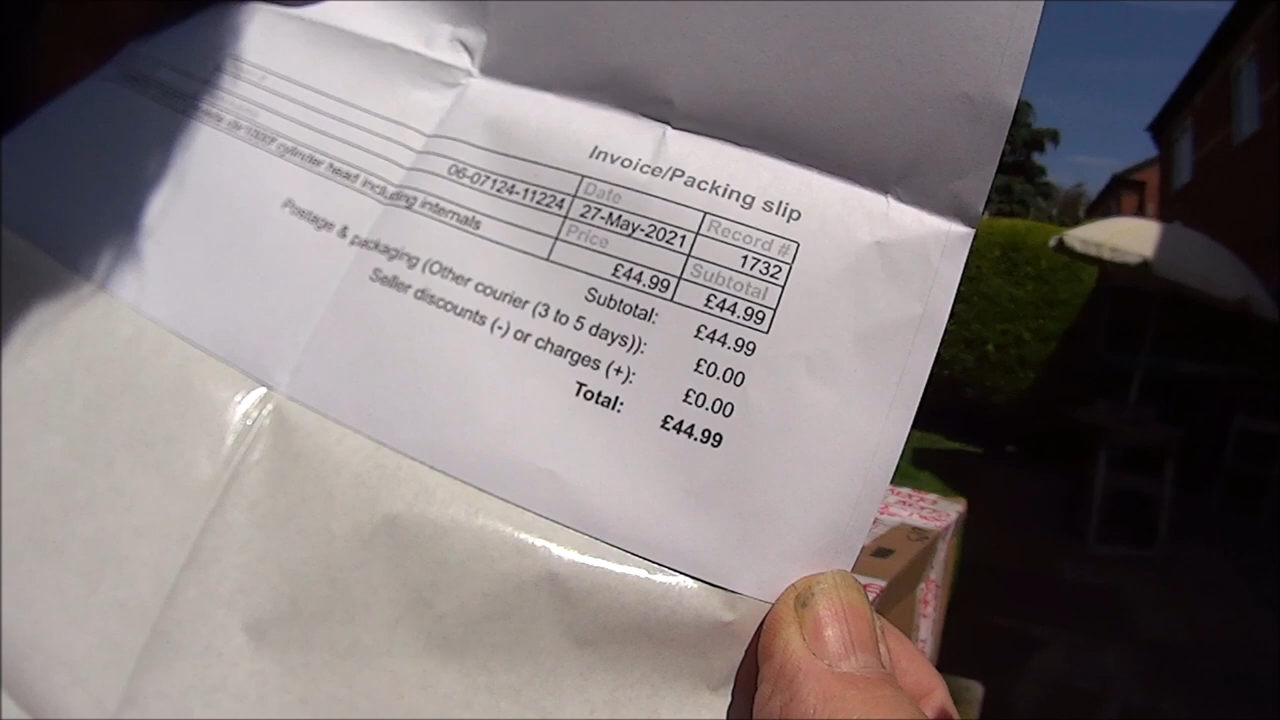 Invoice/Packing slip
Date
Record #
06-07124-11224
27-May-2021
1732
Price
Subtotal
cylinder head including internals
£44.99
£44.99
Subtotal:
£44.99
Postage & packaging (Other courier (3 to 5 days)):
£0.00
Seller discounts (-) or charges (+):
£0.00
Total:
£44.99